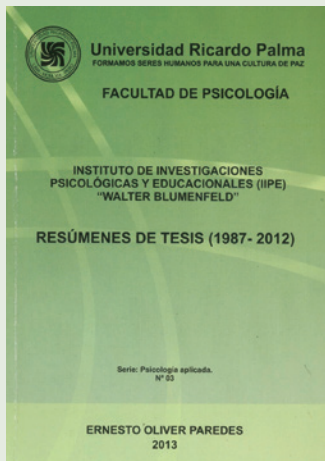 Universidad Ricardo Palma
FORMAMOS SERES HUMANOS PARA UNA CULTURA DE PAZ
FACULTAD DE PSICOLOGÍA
INSTITUTO DE INVESTIGACIONES
PSICOLÓGICAS Y EDUCACIONALES (IIPE)
"WALTER BLUMENFELD"
RESÚMENES DE TESIS (1987- 2012)
Serie: Psicología aplicada.
Nº 03
ERNESTO OLIVER PAREDES
2013